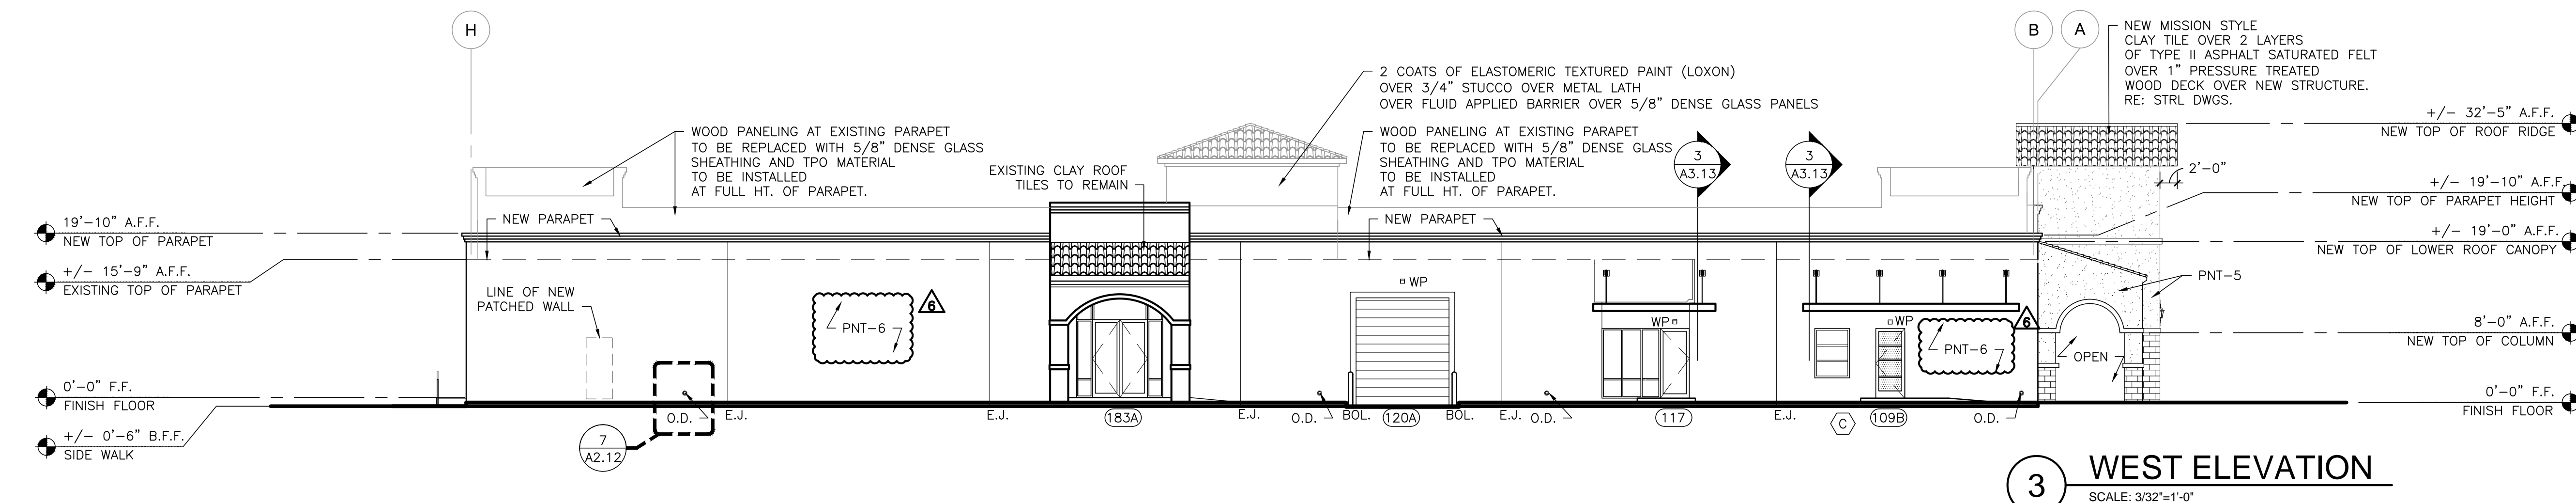 H
B
A
NEW MISSION STYLE
CLAY TILE OVER 2 LAYERS
OF TYPE II ASPHALT SATURATED FELT
OVER 1" PRESSURE TREATED
WOOD DECK OVER NEW STRUCTURE.
RE: STRL DWGS.
2 COATS OF ELASTOMERIC TEXTURED PAINT (LOXON)
OVER 3/4" STUCCO OVER METAL LATH
OVER FLUID APPLIED BARRIER OVER 5/8" DENSE GLASS PANELS
WOOD PANELING AT EXISTING PARAPET
TO BE REPLACED WITH 5/8" DENSE GLASS
SHEATHING AND TPO MATERIAL
TO BE INSTALLED
AT FULL HT. OF PARAPET.
EXISTING CLAY ROOF
TILES TO REMAIN
WOOD PANELING AT EXISTING PARAPET
TO BE REPLACED WITH 5/8" DENSE GLASS
SHEATHING AND TPO MATERIAL
TO BE INSTALLED
AT FULL HT. OF PARAPET.
3
A3.13
3
A3.13
+/- 32'-5" A.F.F.
NEW TOP OF ROOF RIDGE
2'-0"
+/- 19'-10" A.F.F.
NEW TOP OF PARAPET HEIGHT
+/- 19'-0" A.F.F.
NEW TOP OF LOWER ROOF CANOPY
PNT-5
8'-0" A.F.F.
NEW TOP OF COLUMN
0'-0" F.F.
FINISH FLOOR
19'-10" A.F.F.
NEW TOP OF PARAPET
+/- 15'-9" A.F.F.
EXISTING TOP OF PARAPET
0'-0" F.F.
FINISH FLOOR
+/- 0'-6" B.F.F.
SIDE WALK
NEW PARAPET
NEW PARAPET
LINE OF NEW
PATCHED WALL
PNT-6
6
WP
WP
WP
PNT-6
6
OPEN
O.D.
E.J.
E.J.
183A
E.J.
O.D.
BOL.
120A
BOL.
E.J.
O.D.
117
E.J.
C
109B
O.D.
7
A2.12
3
WEST ELEVATION
SCALE: 3/32"=1'-0"